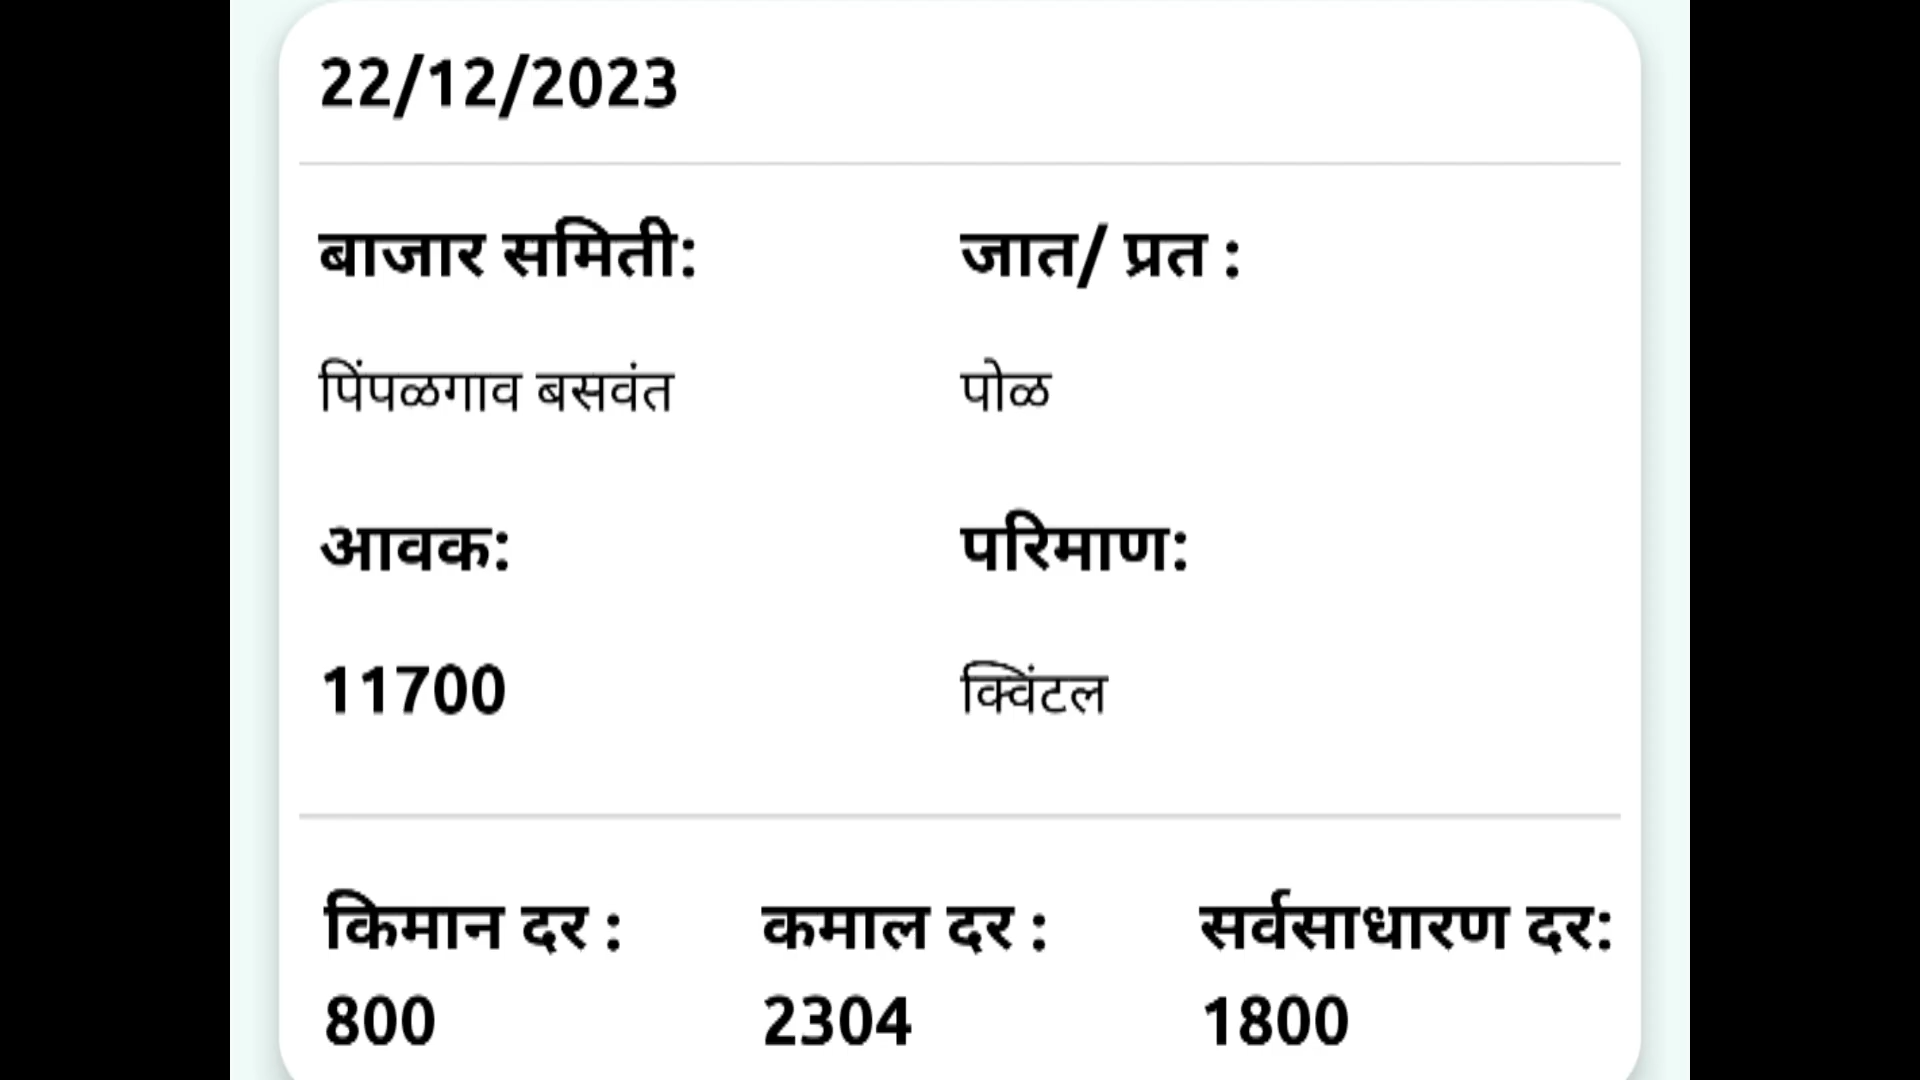 22/12/2023
बाजार समिती: जात/ प्रत :
पिंपळगाव बसवंत पोळ
आवक: परिमाण:
11700 क्विंटल
किमान दर : कमाल दर : सर्वसाधारण दर:
800 2304 1800